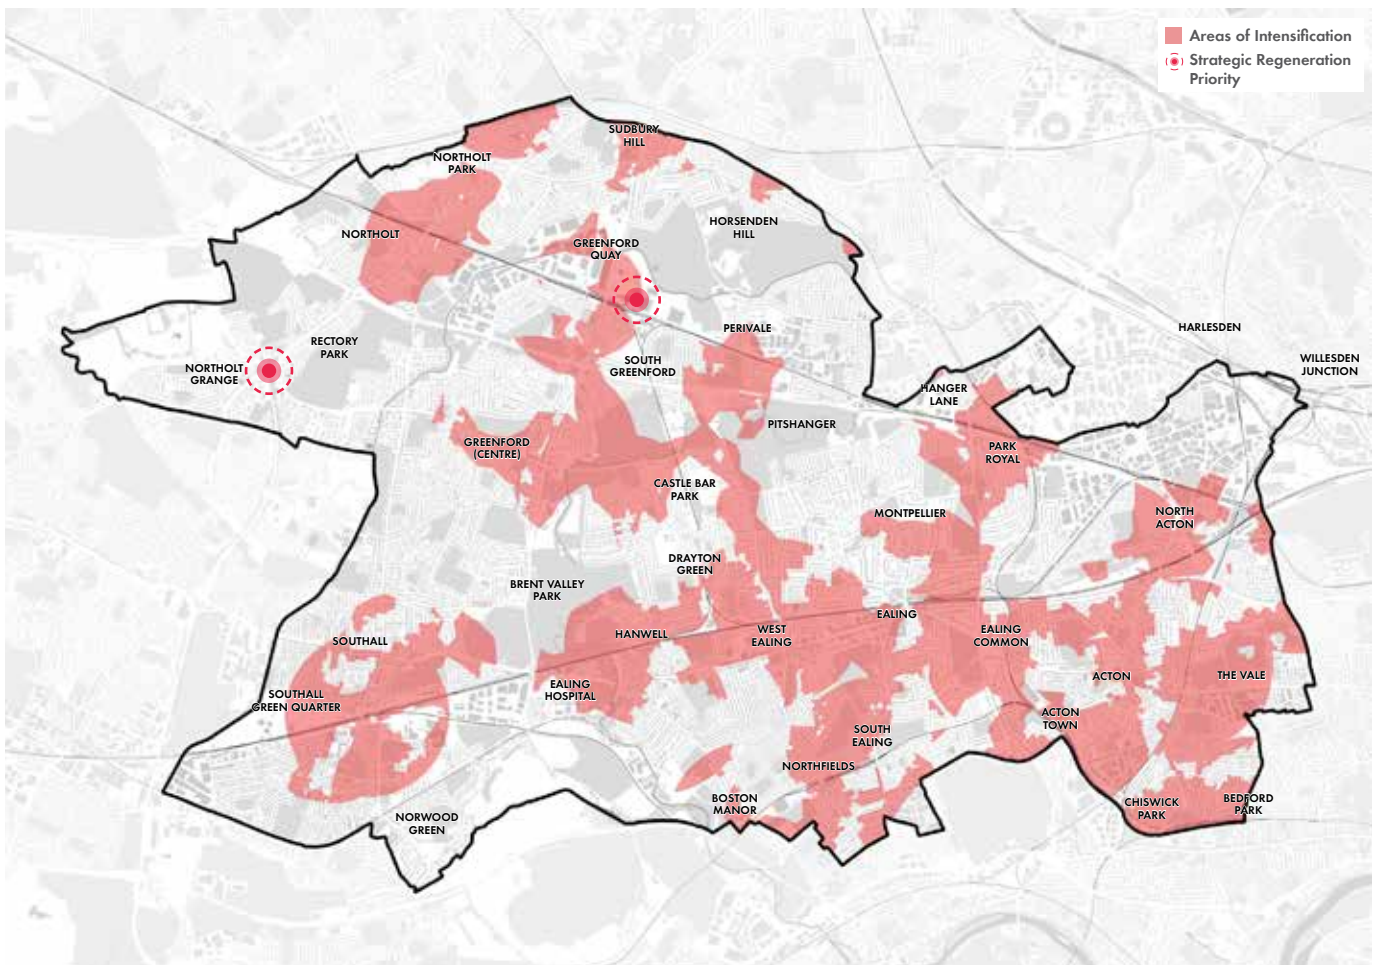 Areas of Intensification
Strategic Regeneration
Priority
SUDBURY
HILL
NORTHOLT
PARK
HORSENDEN
HILL
NORTHOLT
GREENFORD
QUAY
HARLESDEN
PERIVALE
RECTORY
PARK
WILLESDEN
JUNCTION
NORTHOLT
GRANGE
SOUTH
GREENFORD
HANGER
LANE
PITSHANGER
GREENFORD
(CENTRE)
PARK
ROYAL
CASTLE BAR
PARK
MONTPELLIER
NORTH
ACTON
DRAYTON
GREEN
BRENT VALLEY
PARK
EALING
SOUTHALL
HANWELL
WEST
EALING
EALING
COMMON
ACTON
THE VALE
EALING
HOSPITAL
SOUTHALL
GREEN QUARTER
ACTON
TOWN
SOUTH
EALING
NORTHFIELDS
BOSTON
MANOR
CHISWICK
PARK
BEDFORD
PARK
NORWOOD
GREEN